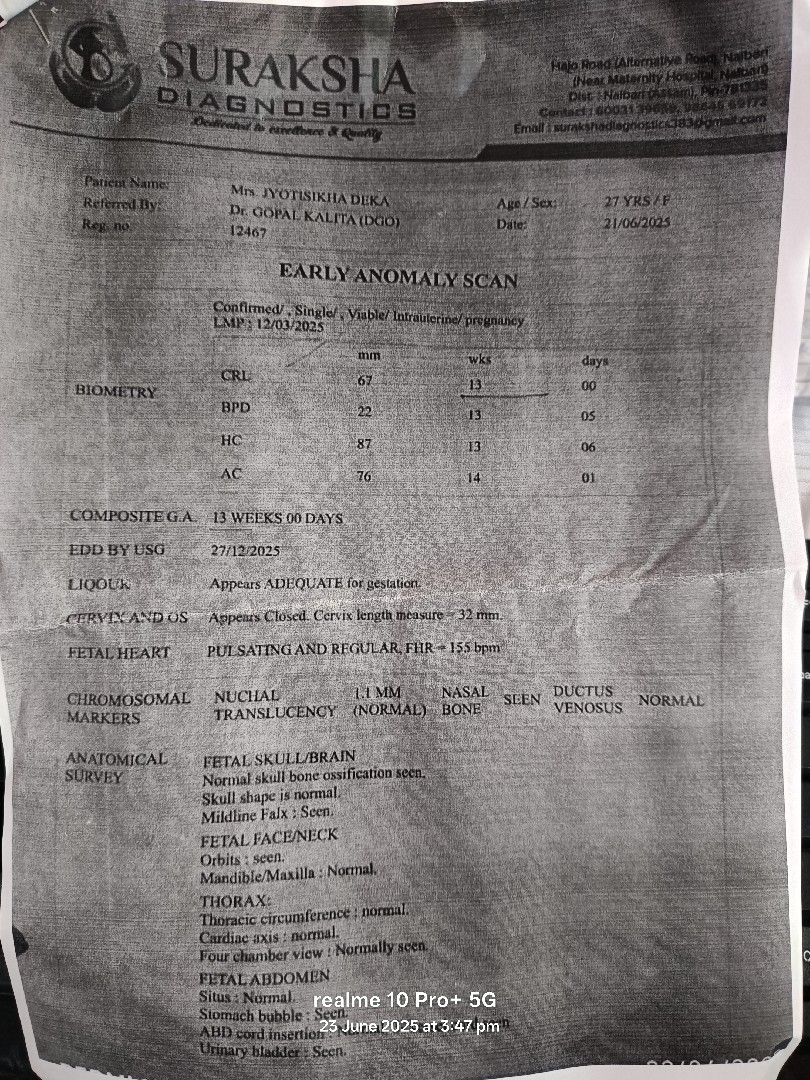 SURAKSHA
DIAGNOSTICS
Dedicated to excellence & Quality
Hajo Road (Alternative Road), Nalbari
(Near Maternity Hospital, Nalbari)
Dist : Nalbari (Assam), Pin-781335
Contact :
Email : surakshadiagnostics383@gmail.com
Patient Name: Mrs. JYOTISIKHA DEKA Age / Sex: 27 YRS / F
Referred By: Dr. GOPAL KALITA (DGO) Date: 21/06/2025
Reg. no. 12467
EARLY ANOMALY SCAN
Confirmed/ , Single/ , Viable/ Intrauterine/ pregnancy
LMP : 12/03/2025
mm wks days
BIOMETRY
CRL 67 13 00
BPD 22 13 05
HC 87 13 06
AC 76 14 01
COMPOSITE G.A. 13 WEEKS 00 DAYS
EDD BY USG 27/12/2025
LIQOUR Appears ADEQUATE for gestation.
CERVIX AND OS Appears Closed. Cervix length measure – 32 mm.
FETAL HEART PULSATING AND REGULAR, FHR – 155 bpm
CHROMOSOMAL MARKERS NUCHAL TRANSLUCENCY 1.1 MM (NORMAL) NASAL BONE SEEN DUCTUS VENOSUS NORMAL
ANATOMICAL SURVEY
FETAL SKULL/BRAIN
Normal skull bone ossification seen.
Skull shape is normal.
Mildline Falx : Seen.
FETAL FACE/NECK
Orbits : seen.
Mandible/Maxilla : Normal.
THORAX:
Thoracic circumference : normal.
Cardiac axis : normal.
Four chamber view : Normally seen.
FETAL ABDOMEN
Situs : Normal.
Stomach bubble : Seen.
ABD cord insertion
Urinary bladder : Seen.
realme 10 Pro+ 5G
23 June 2025 at 3:47 pm